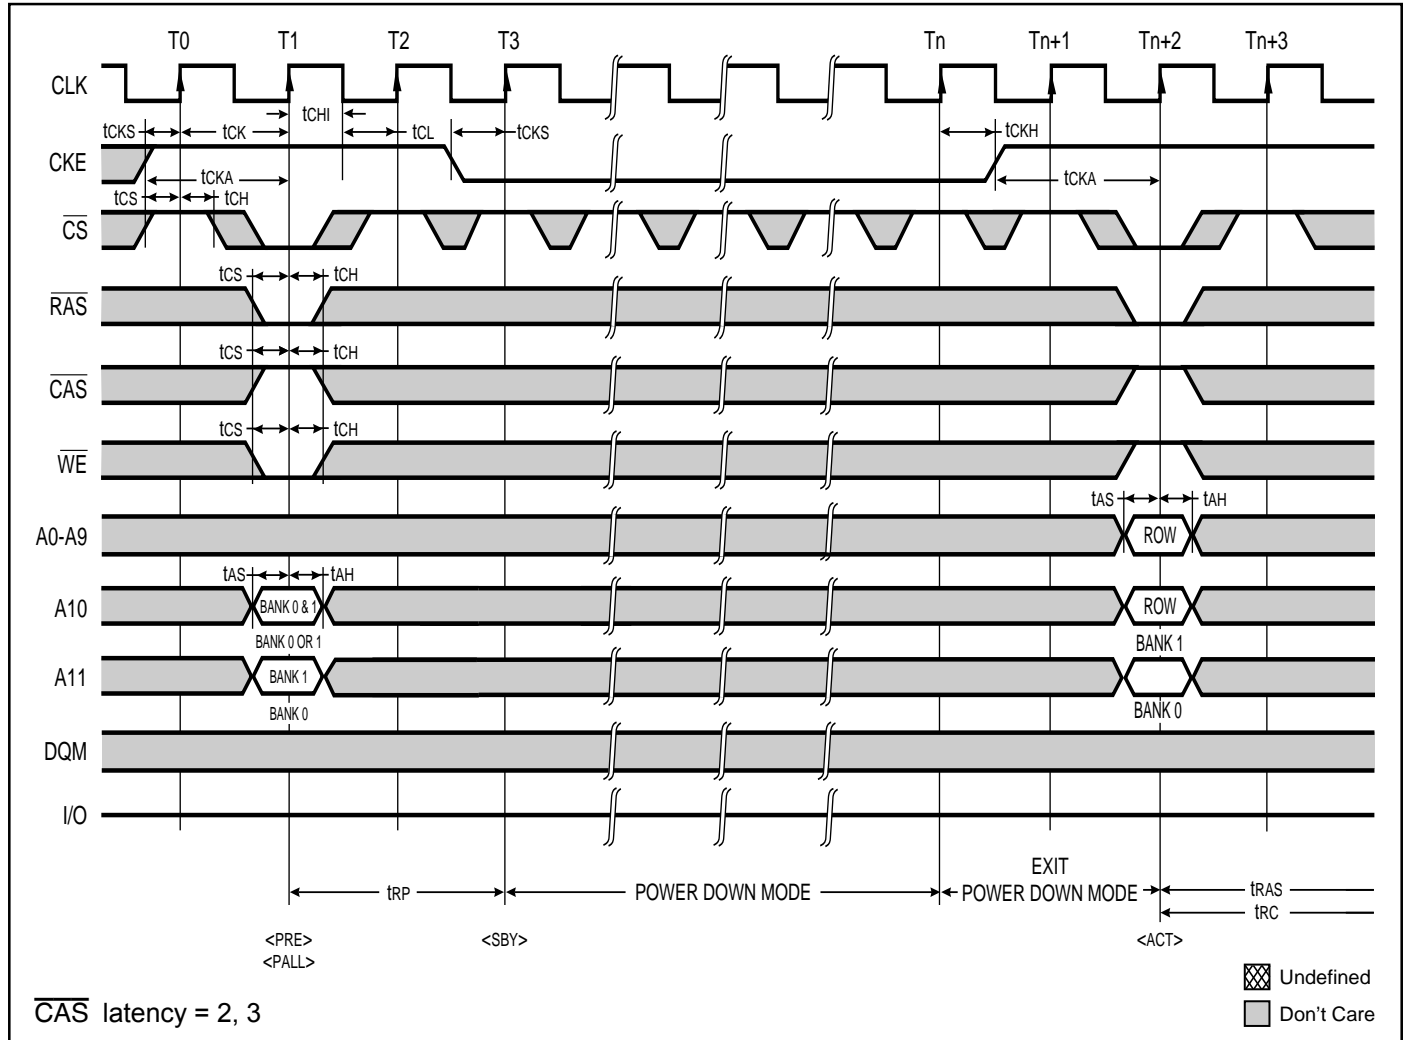 T0 T1 T2 T3 Tn Tn+1 Tn+2 Tn+3
CLK
tCHI
tCKS tCK tCL tCKS tCKH
CKE
tCKA tCKA
tCS tCH
CS
tCS tCH
RAS
tCS tCH
CAS
tCS tCH
WE
tAS tAH
A0-A9 ROW
tAS tAH
A10 BANK 0 & 1 ROW
BANK 0 OR 1 BANK 1
A11 BANK 1
BANK 0 BANK 0
DQM
I/O
EXIT
tRP POWER DOWN MODE POWER DOWN MODE tRAS
tRC
<PRE> <SBY> <ACT>
<PALL>
Undefined
CAS latency = 2, 3
Don't Care